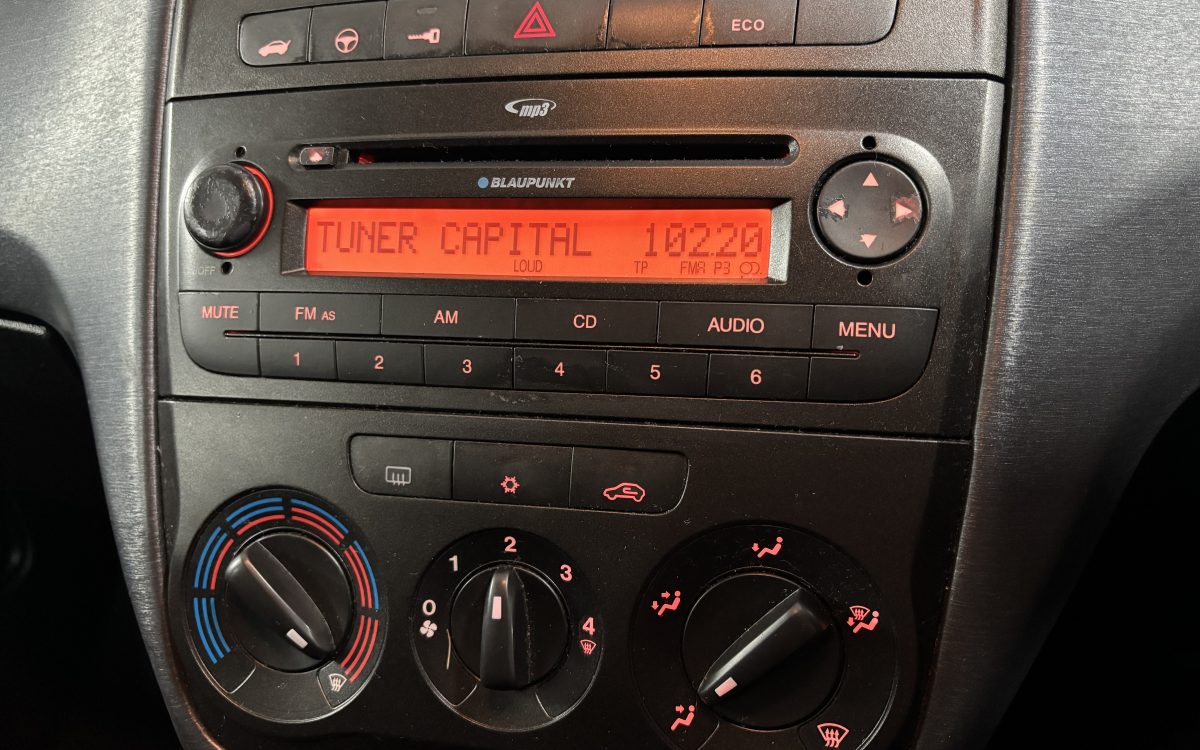 ECO
mp3
BLAUPUNKT
TUNER CAPITAL 102.20
LOUD TP FMA P3
OFF
MUTE FM AS AM CD AUDIO MENU
1 2 3 4 5 6
0 1 2 3 4